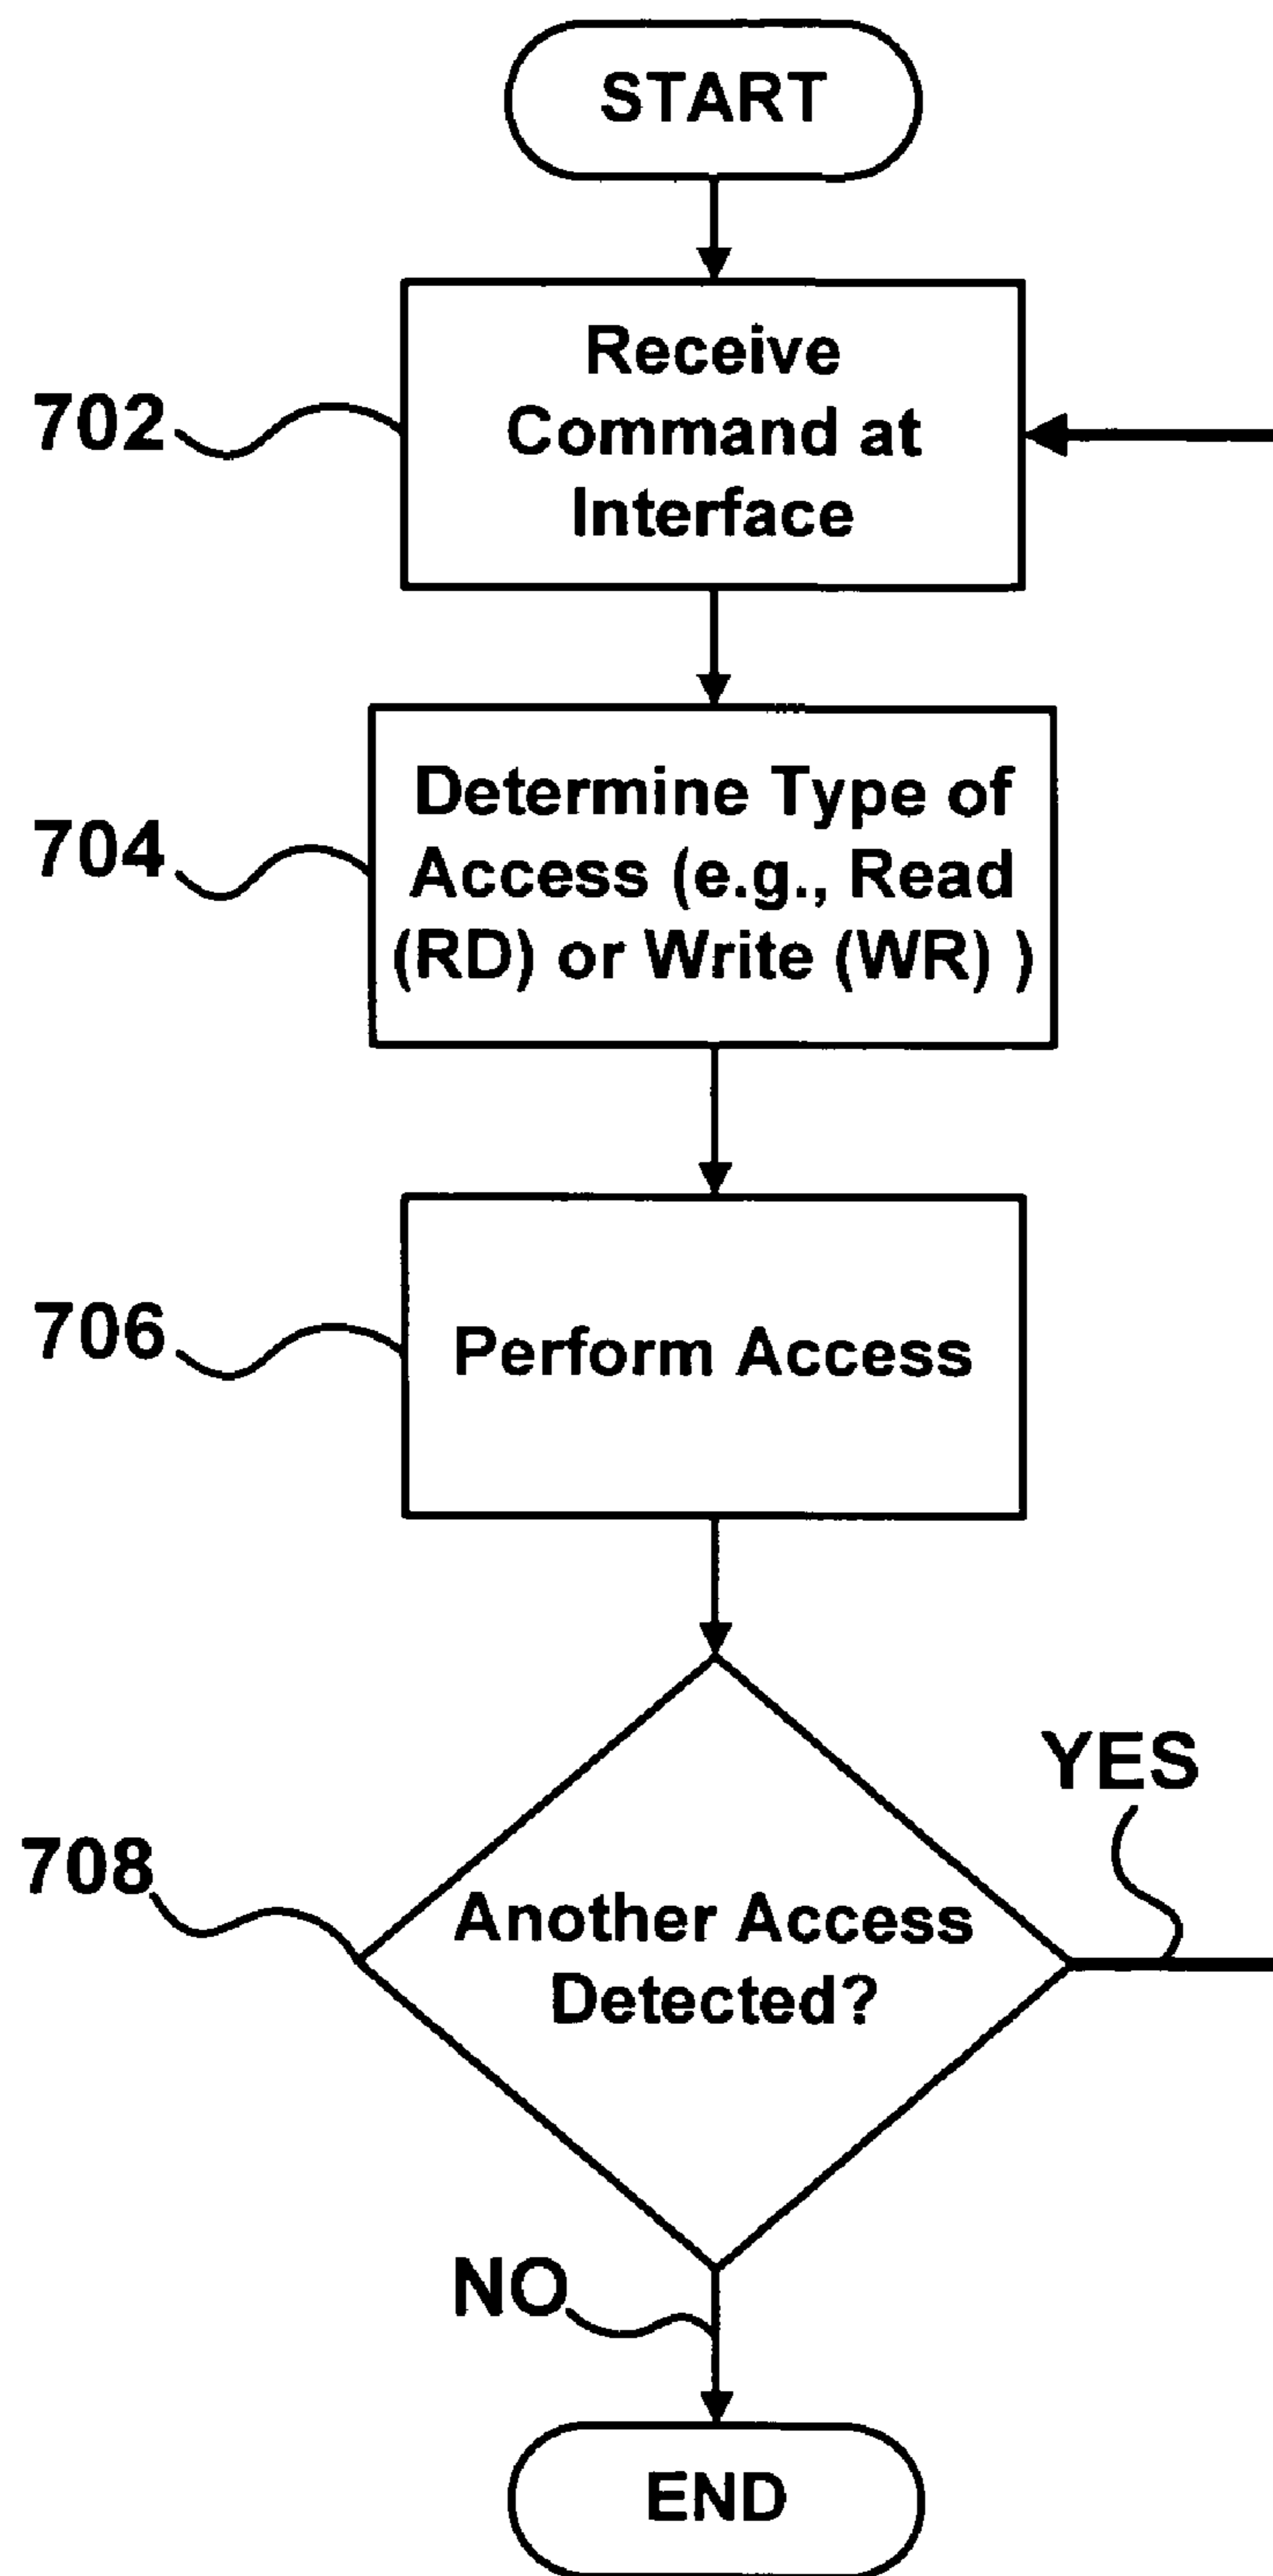 START
702
Receive
Command at
Interface
704
Determine Type of
Access (e.g., Read
(RD) or Write (WR) )
706
Perform Access
YES
708
Another Access
Detected?
NO
END